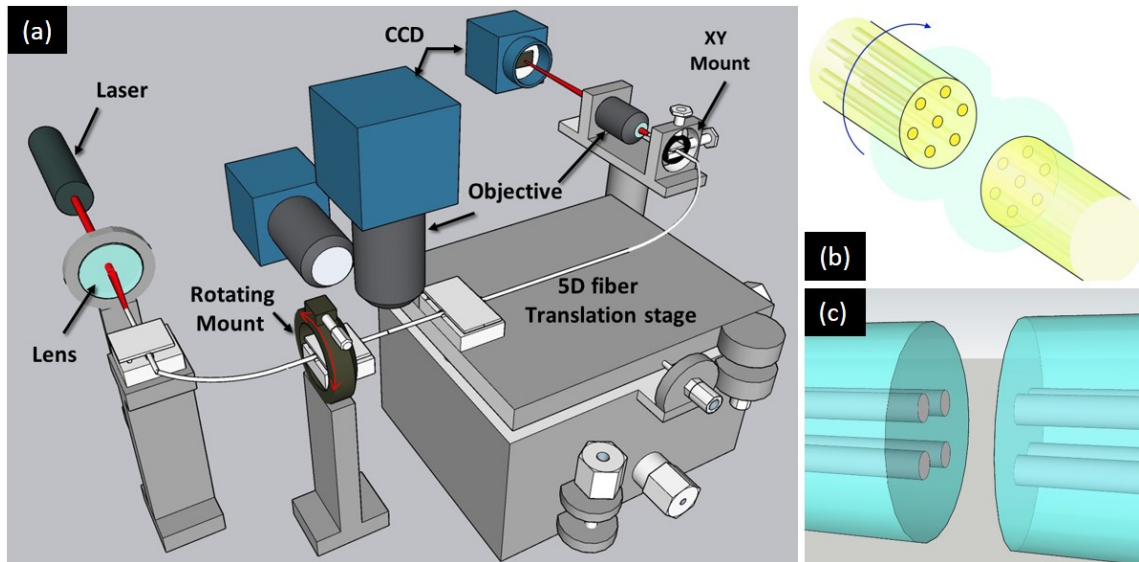 (a)
CCD
XY
Mount
Laser
Objective
Rotating
Mount
5D fiber
Translation stage
Lens
(b)
(c)